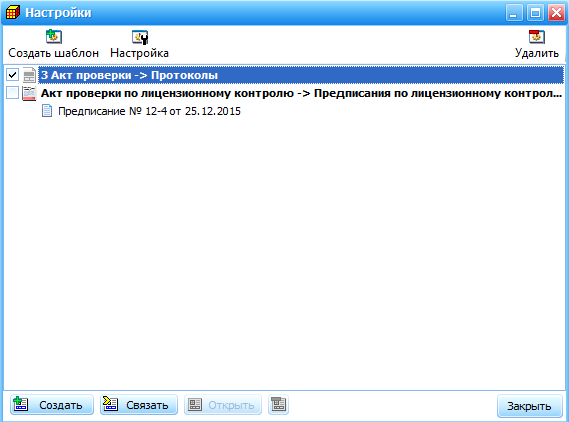 Настройки
Создать шаблон Настройка Удалить
3 Акт проверки -> Протоколы
Акт проверки по лицензионному контролю -> Предписания по лицензионному контрол...
Предписание № 12-4 от 25.12.2015
Создать Связать Открыть Закрыть